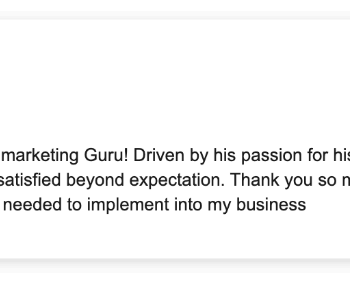 marketing Guru! Driven by his passion for his
satisfied beyond expectation. Thank you so
needed to implement into my business